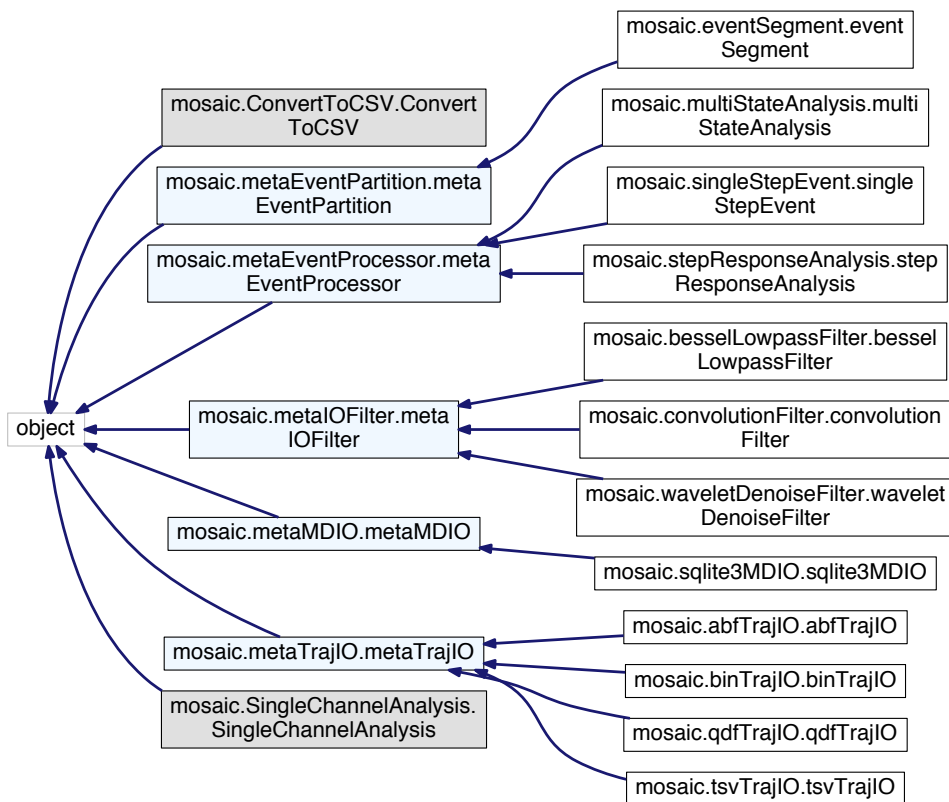 mosaic.eventSegment.event
Segment
mosaic.ConvertToCSV.Convert
ToCSV
mosaic.multiStateAnalysis.multi
StateAnalysis
mosaic.metaEventPartition.meta
EventPartition
mosaic.singleStepEvent.single
StepEvent
mosaic.metaEventProcessor.meta
EventProcessor
mosaic.stepResponseAnalysis.step
ResponseAnalysis
mosaic.besselLowpassFilter.bessel
LowpassFilter
object
mosaic.metaIOFilter.meta
IOFilter
mosaic.convolutionFilter.convolution
Filter
mosaic.waveletDenoiseFilter.wavelet
DenoiseFilter
mosaic.metaMDIO.metaMDIO
mosaic.sqlite3MDIO.sqlite3MDIO
mosaic.abfTrajIO.abfTrajIO
mosaic.metaTrajIO.metaTrajIO
mosaic.binTrajIO.binTrajIO
mosaic.SingleChannelAnalysis.
SingleChannelAnalysis
mosaic.qdfTrajIO.qdfTrajIO
mosaic.tsvTrajIO.tsvTrajIO